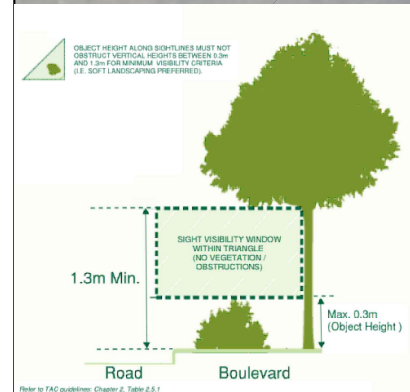 OBJECT HEIGHT ALONG SIGHTLINES MUST NOT
OBSTRUCT VERTICAL HEIGHTS BETWEEN 0.3m
AND 1.3m FOR MINIMUM VISIBILITY CRITERIA
(I.E. SOFT LANDSCAPING PREFERRED).
SIGHT VISIBILITY WINDOW
WITHIN TRIANGLE
(NO VEGETATION /
OBSTRUCTIONS)
1.3m Min.
Max. 0.3m
(Object Height )
Road
Boulevard
Refer to TAC guidelines: Chapter 2, Table 2.5.1